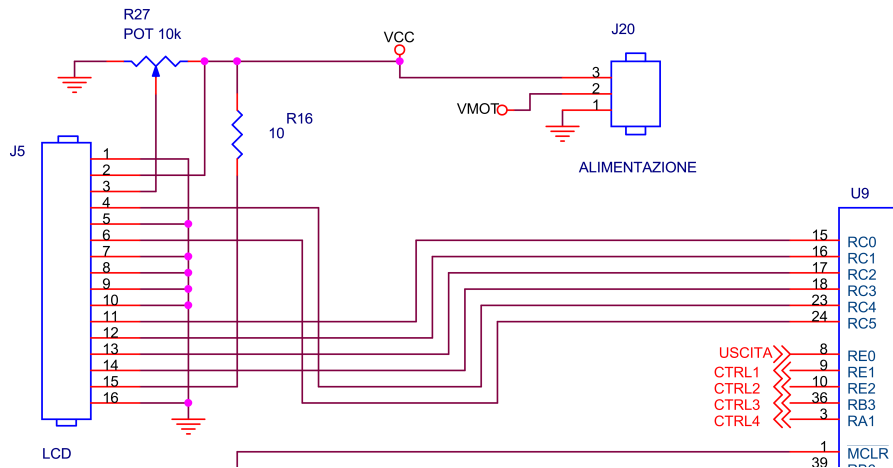 R27
POT 10k
VCC
J20
3
2
1
VMOT
R16
10
ALIMENTAZIONE
J5
1
2
3
4
5
6
7
8
9
10
11
12
13
14
15
16
LCD
U9
15 RC0
16 RC1
17 RC2
18 RC3
23 RC4
24 RC5
USCITA 8 RE0
CTRL1 9 RE1
CTRL2 10 RE2
CTRL3 36 RB3
CTRL4 3 RA1
1 MCLR
39